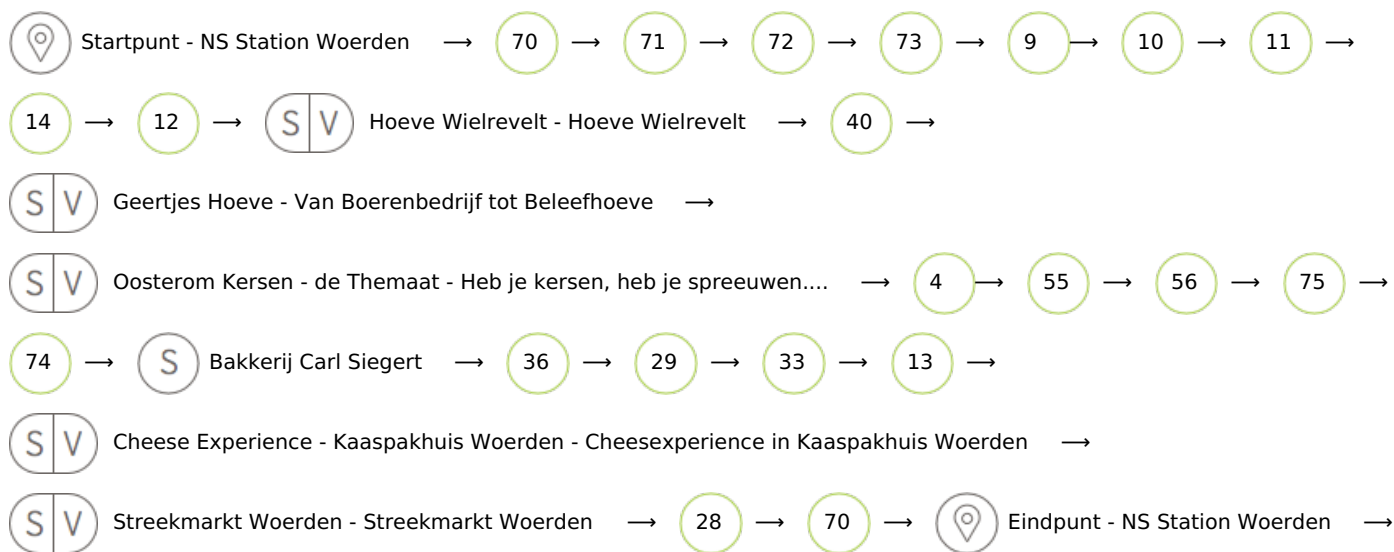 Startpunt - NS Station Woerden → 70 → 71 → 72 → 73 → 9 → 10 → 11 →
14 → 12 → S V Hoeve Wielrevelt - Hoeve Wielrevelt → 40 →
S V Geertjes Hoeve - Van Boerenbedrijf tot Beleefhoeve →
S V Oosterom Kersen - de Themaat - Heb je kersen, heb je spreeuwen.... → 4 → 55 → 56 → 75 →
74 → S Bakkerij Carl Siegert → 36 → 29 → 33 → 13 →
S V Cheese Experience - Kaaspakhuis Woerden - Cheesexperience in Kaaspakhuis Woerden →
S V Streekmarkt Woerden - Streekmarkt Woerden → 28 → 70 → Eindpunt - NS Station Woerden →